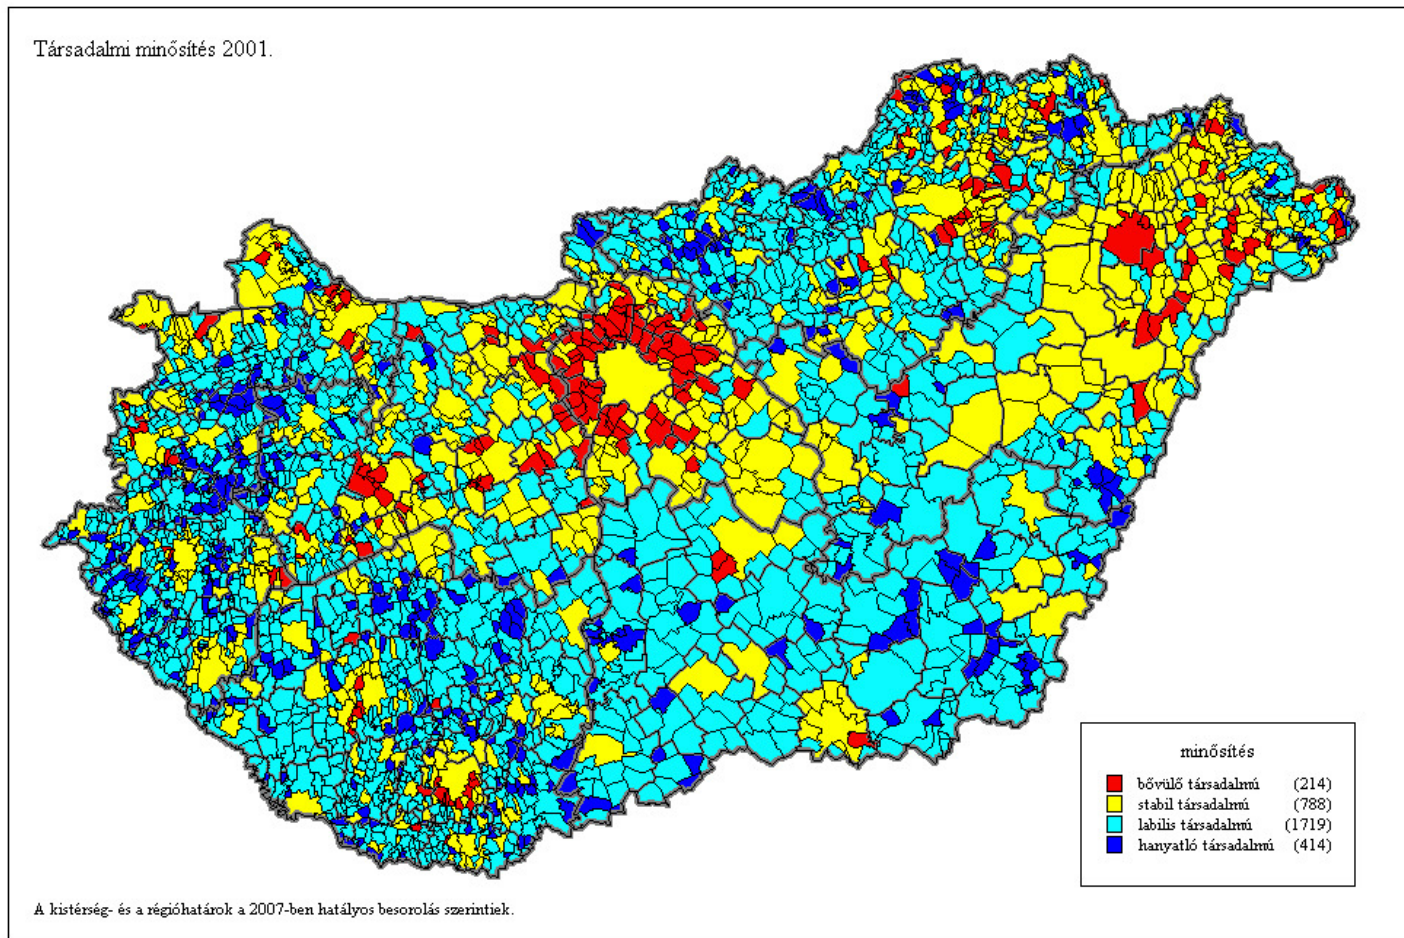 Társadalmi minősítés 2001.
minősítés
bővülő társadalmú (214)
stabil társadalmú (788)
labilis társadalmú (1719)
hanyatló társadalmú (414)
A kistérség- és a régióhatárok a 2007-ben hatályos besorolás szerintiek.